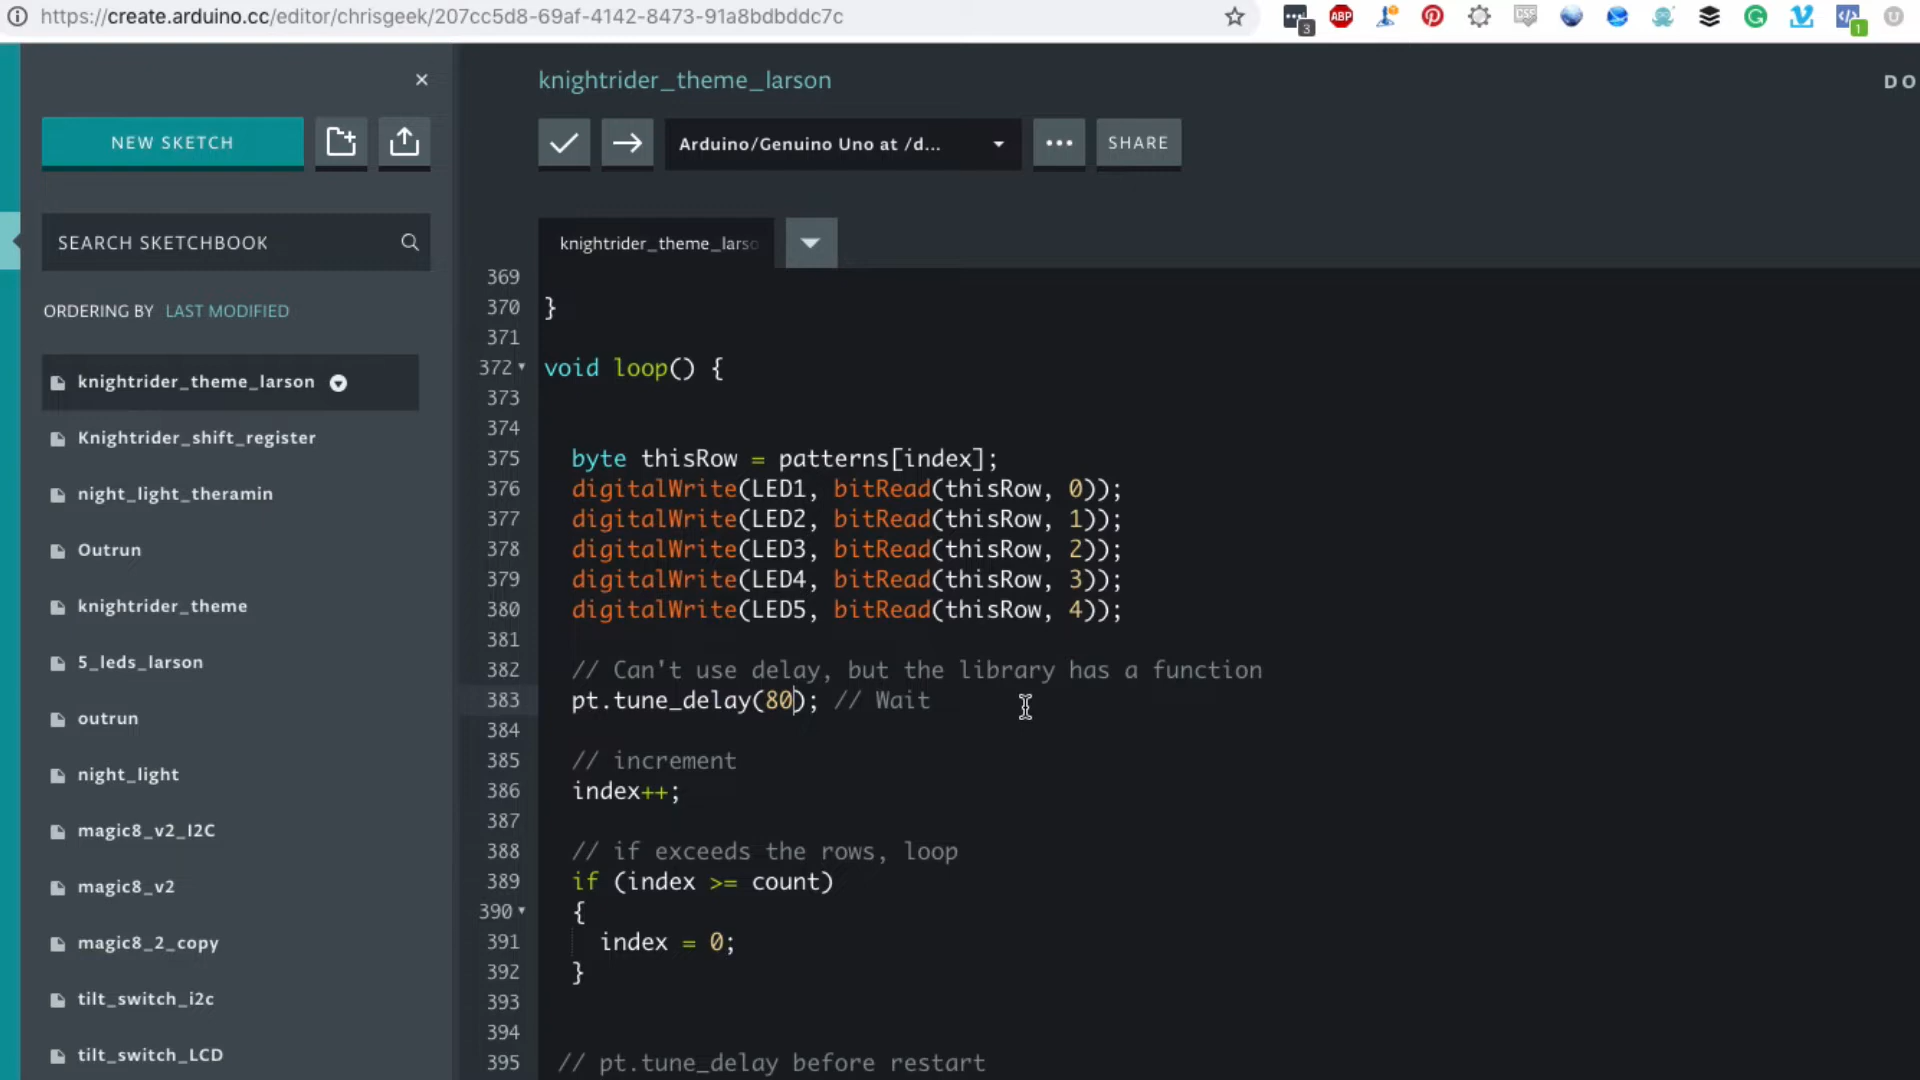 https://create.arduino.cc/editor/chrisgeek/207cc5d8-69af-4142-8473-91a8bdbddc7c
3
ABP
CSS
1
knightrider_theme_larson
DO
NEW SKETCH
Arduino/Genuino Uno at /d...
SHARE
SEARCH SKETCHBOOK
knightrider_theme_larso
ORDERING BY LAST MODIFIED
knightrider_theme_larson
Knightrider_shift_register
night_light_theramin
Outrun
knightrider_theme
5_leds_larson
outrun
night_light
magic8_v2_I2C
magic8_v2
magic8_2_copy
tilt_switch_i2c
tilt_switch_LCD
369
370 }
371
372 void loop() {
373
374
375 byte thisRow = patterns[index];
376 digitalWrite(LED1, bitRead(thisRow, 0));
377 digitalWrite(LED2, bitRead(thisRow, 1));
378 digitalWrite(LED3, bitRead(thisRow, 2));
379 digitalWrite(LED4, bitRead(thisRow, 3));
380 digitalWrite(LED5, bitRead(thisRow, 4));
381
382 // Can't use delay, but the library has a function
383 pt.tune_delay(80); // Wait
384
385 // increment
386 index++;
387
388 // if exceeds the rows, loop
389 if (index >= count)
390 {
391 index = 0;
392 }
393
394
395 // pt.tune_delay before restart